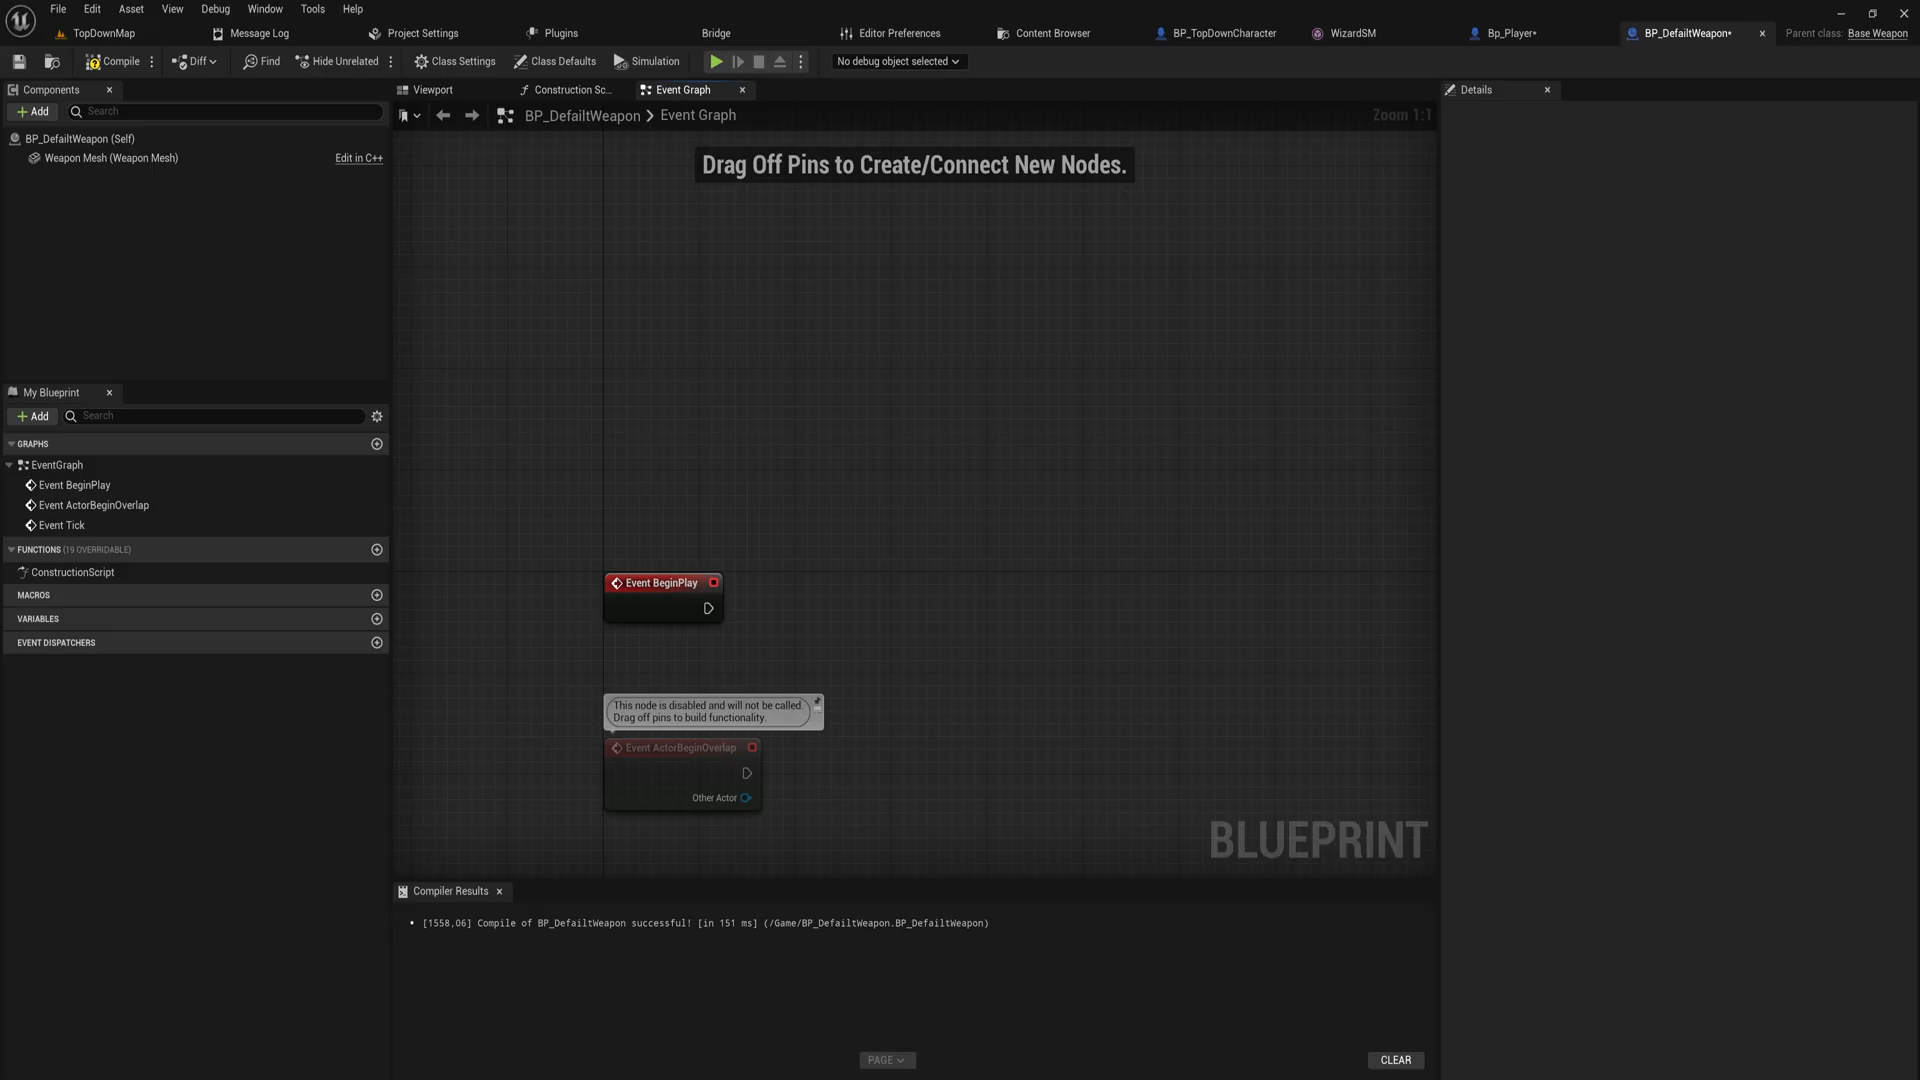 File Edit Asset View Debug Window Tools Help
TopDownMap Message Log Project Settings Plugins Bridge Editor Preferences Content Browser BP_TopDownCharacter WizardSM Bp_Player* BP_DefailtWeapon* Parent class: Base Weapon
Compile Diff Find Hide Unrelated Class Settings Class Defaults Simulation No debug object selected
Components
Add Search
BP_DefailtWeapon (Self)
Weapon Mesh (Weapon Mesh) Edit in C++
My Blueprint
Add Search
GRAPHS
EventGraph
Event BeginPlay
Event ActorBeginOverlap
Event Tick
FUNCTIONS (19 OVERRIDABLE)
ConstructionScript
MACROS
VARIABLES
EVENT DISPATCHERS
Viewport Construction Sc... Event Graph
BP_DefailtWeapon > Event Graph Zoom 1:1
Drag Off Pins to Create/Connect New Nodes.
Event BeginPlay
This node is disabled and will not be called.
Drag off pins to build functionality.
Event ActorBeginOverlap
Other Actor
BLUEPRINT
Compiler Results
• [1558,06] Compile of BP_DefailtWeapon successful! [in 151 ms] (/Game/BP_DefailtWeapon.BP_DefailtWeapon)
PAGE CLEAR
Details